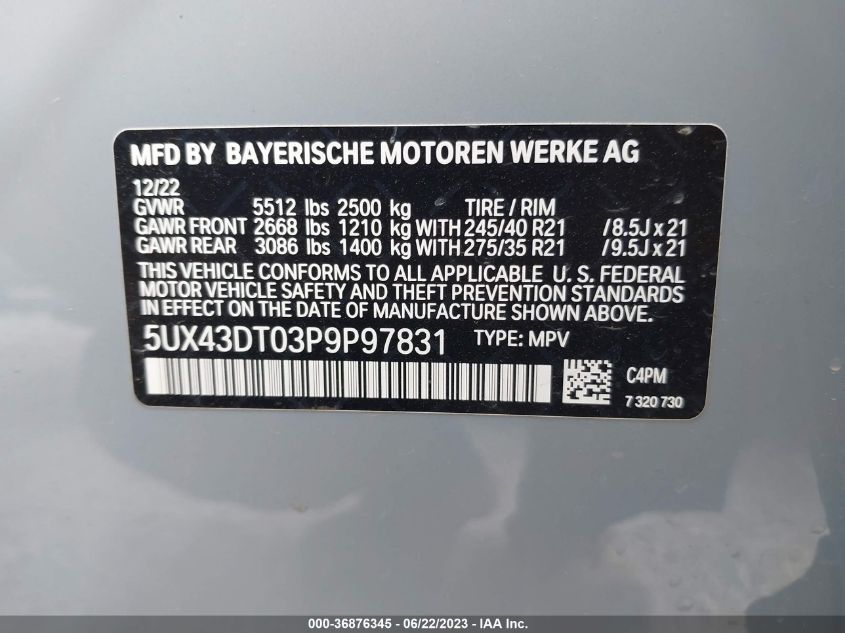 MFD BY BAYERISCHE MOTOREN WERKE AG
12/22
GVWR 5512 lbs 2500 kg TIRE / RIM
GAWR FRONT 2668 lbs 1210 kg WITH 245/40 R21 /8.5J x 21
GAWR REAR 3086 lbs 1400 kg WITH 275/35 R21 /9.5J x 21
THIS VEHICLE CONFORMS TO ALL APPLICABLE U. S. FEDERAL
MOTOR VEHICLE SAFETY, THEFT PREVENTION STANDARDS
IN EFFECT ON THE DATE OF MANUFACTURE SHOWN ABOVE.
5UX43DT03P9P97831 TYPE: MPV
C4PM
7 320 730
000-36876345 - 06/22/2023 - IAA Inc.